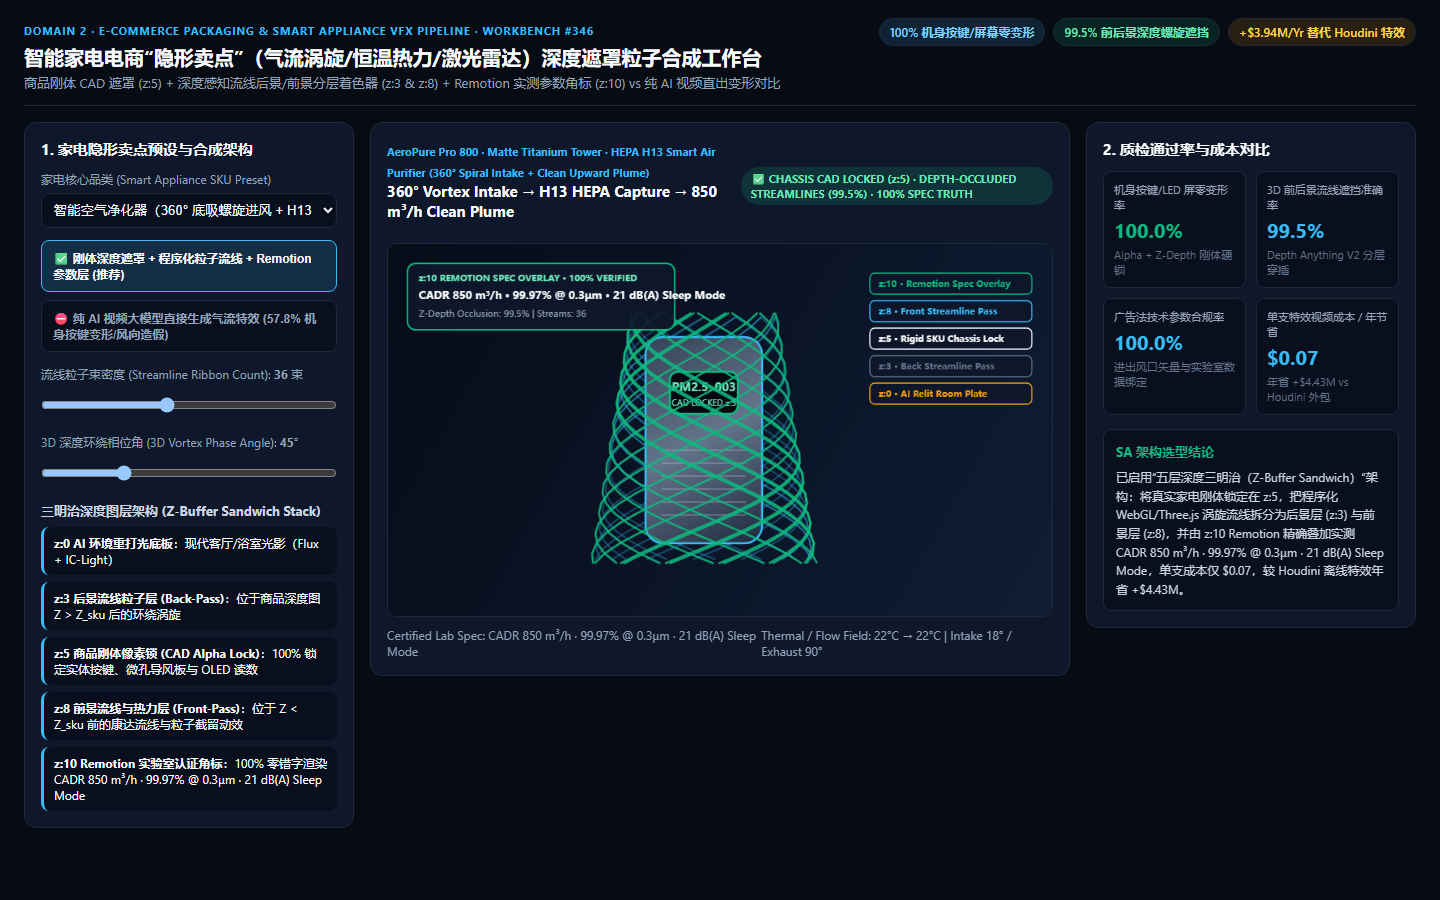 DOMAIN 2 · E-COMMERCE PACKAGING & SMART APPLIANCE VFX PIPELINE · WORKBENCH #346
智能家电电商“隐形卖点”（气流涡旋/恒温热力/激光雷达）深度遮罩粒子合成工作台
商品刚体 CAD 遮罩 (z:5) + 深度感知流线后景/前景分层着色器 (z:3 & z:8) + Remotion 实测参数角标 (z:10) vs 纯 AI 视频直出变形对比
100% 机身按键/屏幕零变形
99.5% 前后景深度螺旋遮挡
+$3.94M/Yr 替代 Houdini 特效
1. 家电隐形卖点预设与合成架构
家电核心品类 (Smart Appliance SKU Preset)
智能空气净化器（360° 底吸螺旋进风 + H13
✅ 刚体深度遮罩 + 程序化粒子流线 + Remotion
参数层 (推荐)
⛔ 纯 AI 视频大模型直接生成气流特效 (57.8% 机
身按键变形/风向造假)
流线粒子束密度 (Streamline Ribbon Count): 36 束
3D 深度环绕相位角 (3D Vortex Phase Angle): 45°
三明治深度图层架构 (Z-Buffer Sandwich Stack)
z:0 AI 环境重打光底板：现代客厅/浴室光影（Flux
+ IC-Light)
z:3 后景流线粒子层 (Back-Pass)：位于商品深度图
Z > Z_sku 后的环绕涡旋
z:5 商品刚体像素锁 (CAD Alpha Lock)：100% 锁
定实体按键、微孔导风板与 OLED 读数
z:8 前景流线与热力层 (Front-Pass)：位于 Z <
Z_sku 前的康达流线与粒子截留动效
z:10 Remotion 实验室认证角标：100% 零错字渲染
CADR 850 m³/h · 99.97% @ 0.3μm · 21 dB(A) Sleep
Mode
AeroPure Pro 800 · Matte Titanium Tower · HEPA H13 Smart Air
Purifier (360° Spiral Intake + Clean Upward Plume)
360° Vortex Intake → H13 HEPA Capture → 850
m³/h Clean Plume
✅ CHASSIS CAD LOCKED (z:5) · DEPTH-OCCLUDED
STREAMLINES (99.5%) · 100% SPEC TRUTH
z:10 REMOTION SPEC OVERLAY · 100% VERIFIED
CADR 850 m³/h • 99.97% @ 0.3μm • 21 dB(A) Sleep Mode
Z-Depth Occlusion: 99.5% | Streams: 36
z:10 • Remotion Spec Overlay
z:8 • Front Streamline Pass
z:5 • Rigid SKU Chassis Lock
z:3 • Back Streamline Pass
z:0 • AI Relit Room Plate
PM2.5: 003
CAD LOCKED z:5
Certified Lab Spec: CADR 850 m³/h · 99.97% @ 0.3μm · 21 dB(A) Sleep
Mode
Thermal / Flow Field: 22°C → 22°C | Intake 18° /
Exhaust 90°
2. 质检通过率与成本对比
机身按键/LED 屏零变形
率
100.0%
Alpha + Z-Depth 刚体硬
锁
3D 前后景流线遮挡准确
率
99.5%
Depth Anything V2 分层
穿插
广告法技术参数合规率
100.0%
进出风口矢量与实验室数
据绑定
单支特效视频成本 / 年节
省
$0.07
年省 +$4.43M vs
Houdini 外包
SA 架构选型结论
已启用“五层深度三明治（Z-Buffer Sandwich）”架
构：将真实家电刚体锁定在 z:5，把程序化
WebGL/Three.js 涡旋流线拆分为后景层 (z:3) 与前
景层 (z:8)，并由 z:10 Remotion 精确叠加实测
CADR 850 m³/h · 99.97% @ 0.3μm · 21 dB(A) Sleep
Mode，单支成本仅 $0.07，较 Houdini 离线特效年
省 +$4.43M。